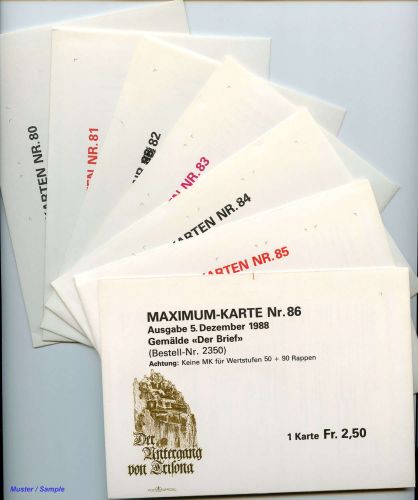 KARTEN NR. 80
KARTEN NR. 81
NR. 82
KARTEN NR. 83
KARTEN NR. 84
KARTEN NR. 85
MAXIMUM-KARTE Nr. 86
Ausgabe 5. Dezember 1988
Gemälde «Der Brief»
(Bestell-Nr. 2350)
Achtung: Keine MK für Wertstufen 50 + 90 Rappen
1 Karte Fr. 2,50
Der
Untergang
von Trisona
Muster / Sample